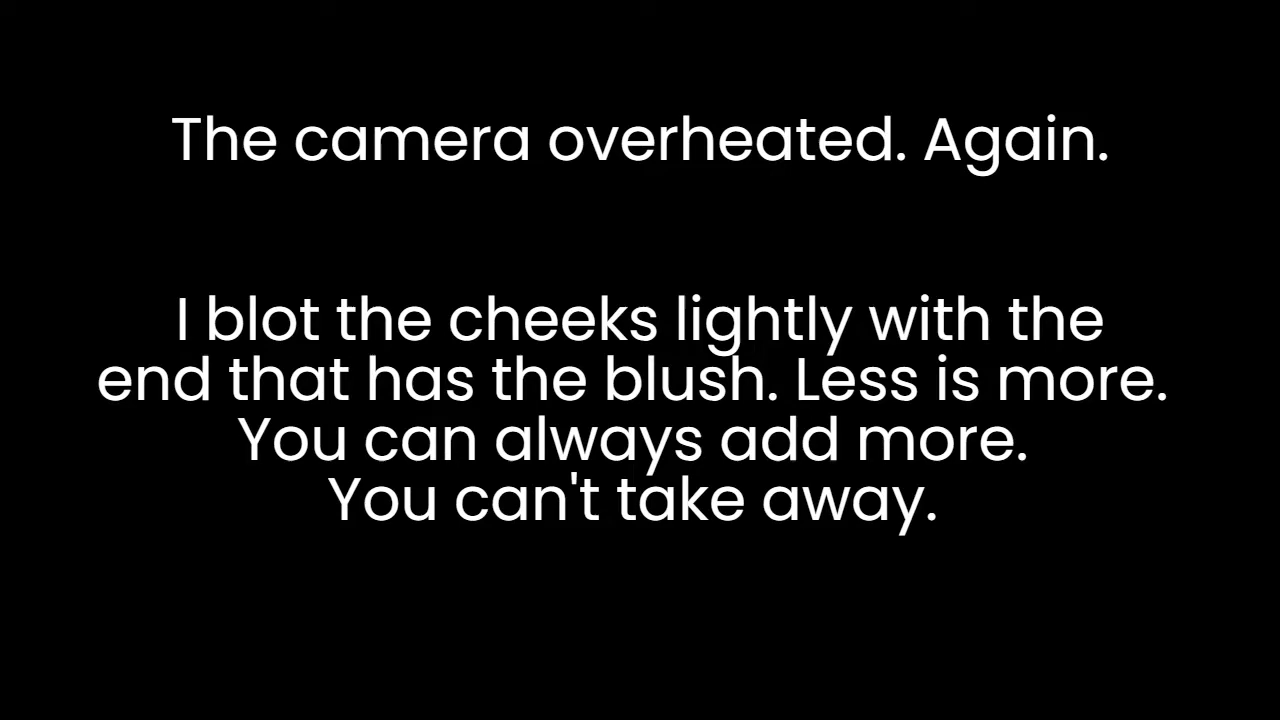 The camera overheated. Again.
I blot the cheeks lightly with the
end that has the blush. Less is more.
You can always add more.
You can't take away.